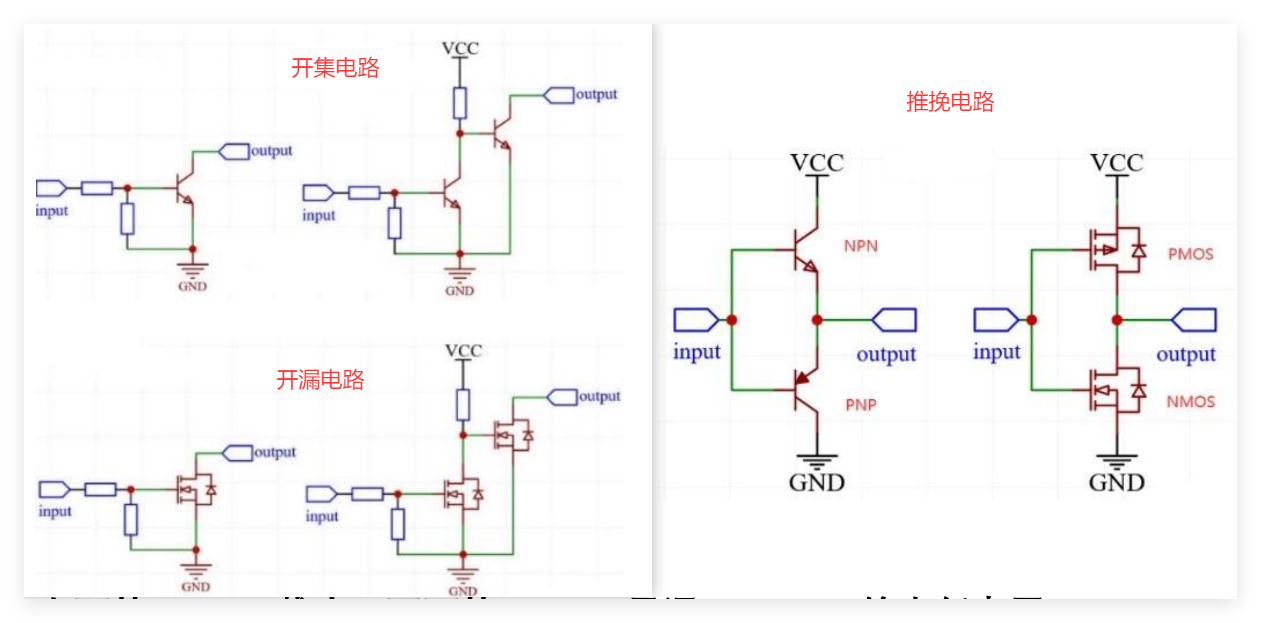 开集电路
VCC
output
output
input
input
GND
GND
开漏电路
VCC
output
output
input
input
GND
GND
推挽电路
VCC
VCC
NPN
PMOS
input
output
input
output
PNP
NMOS
GND
GND